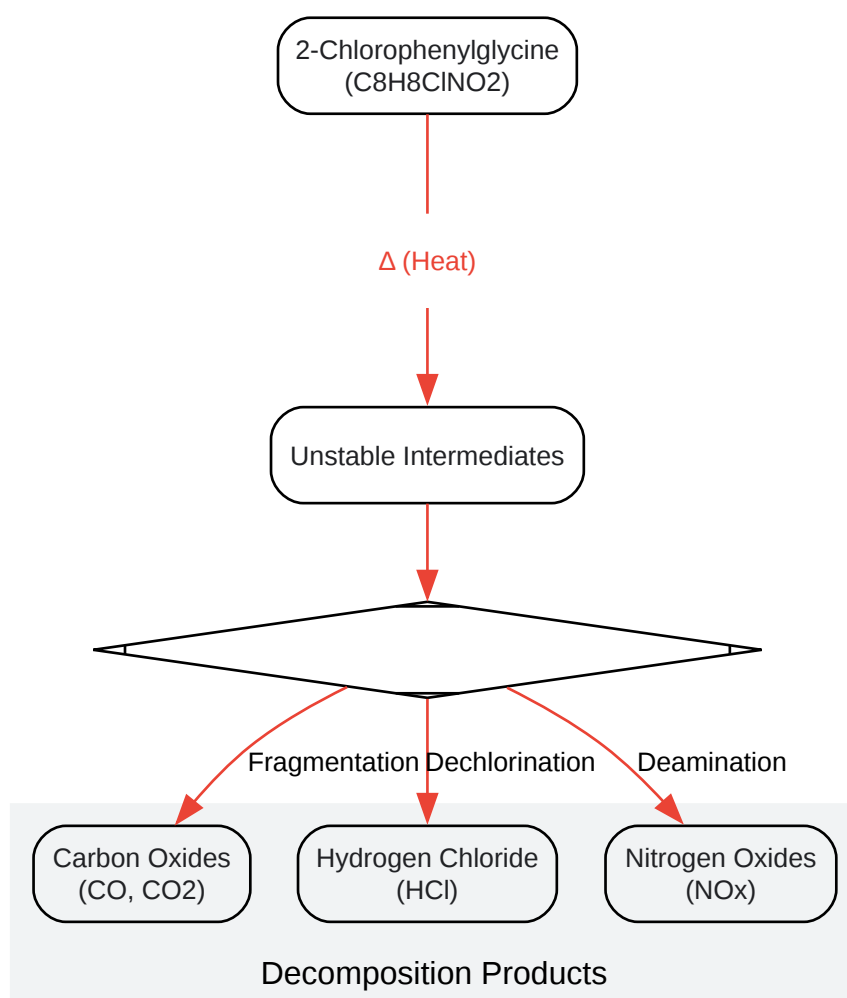 2-Chlorophenylglycine
(C8H8ClNO2)
Δ (Heat)
Unstable Intermediates
Fragmentation
Dechlorination
Deamination
Carbon Oxides
(CO, CO2)
Hydrogen Chloride
(HCl)
Nitrogen Oxides
(NOx)
Decomposition Products